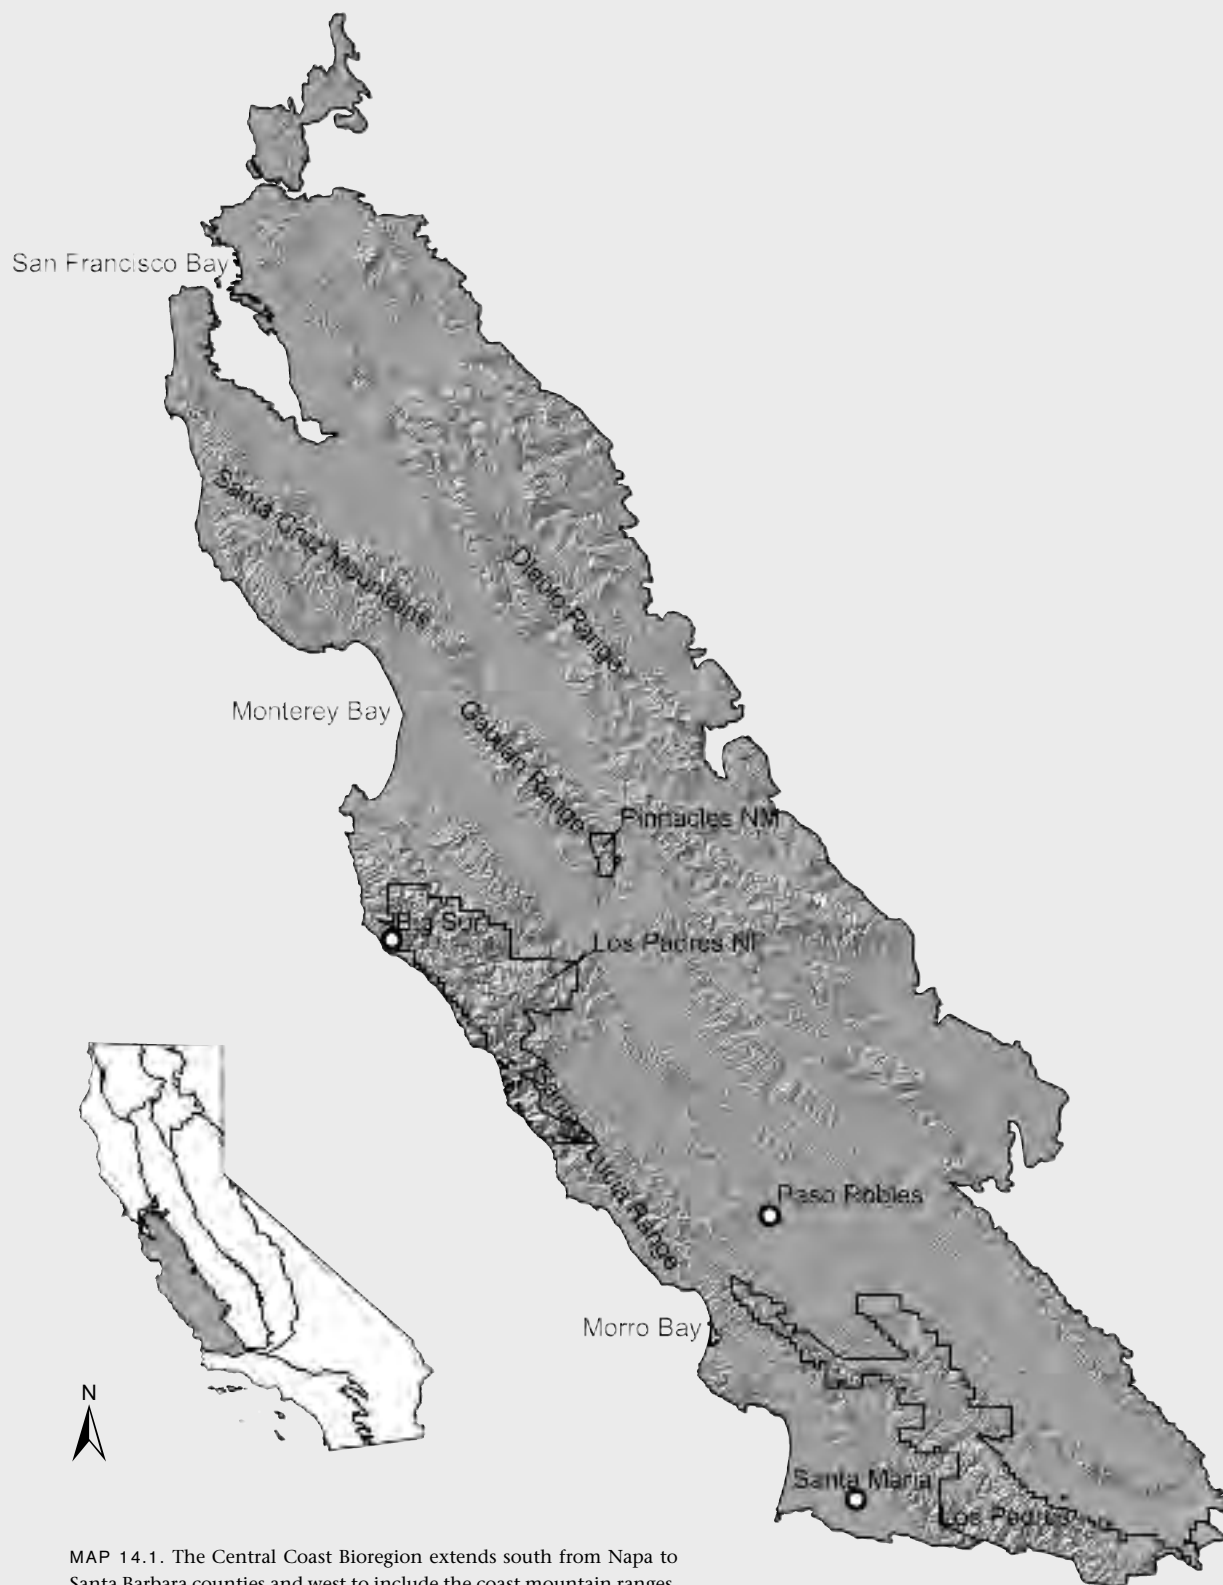 San Francisco Bay
Santa Cruz Mountains
Diablo Range
Monterey Bay
Gabilan Range
Pinnacles NM
Big Sur
Los Padres NF
Santa Lucia Range
Paso Robles
Morro Bay
N
Santa Maria
Los Padres
MAP 14.1. The Central Coast Bioregion extends south from Napa to
Santa Barbara counties and west to include the coast mountain ranges.